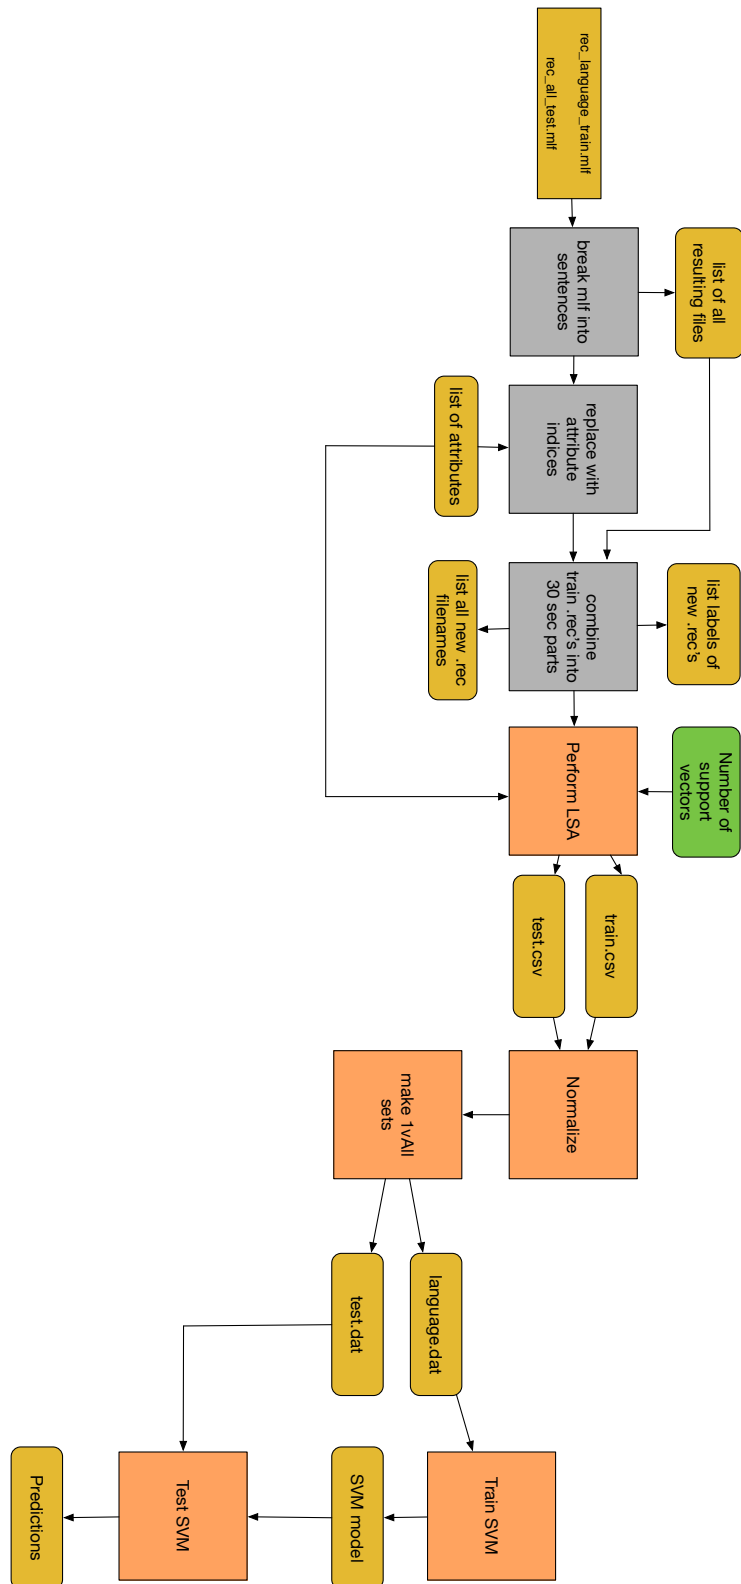 rec_language_train.mlf
rec_all_test.mlf
break mlf into
sentences
list of all
resulting files
replace with
attribute
indices
list of attributes
combine
train .rec's into
30 sec parts
list labels of
new .rec's
list all new .rec
filenames
Perform LSA
Number of
support
vectors
train.csv
test.csv
Normalize
make 1vAll
sets
language.dat
test.dat
Train SVM
SVM model
Test SVM
Predictions